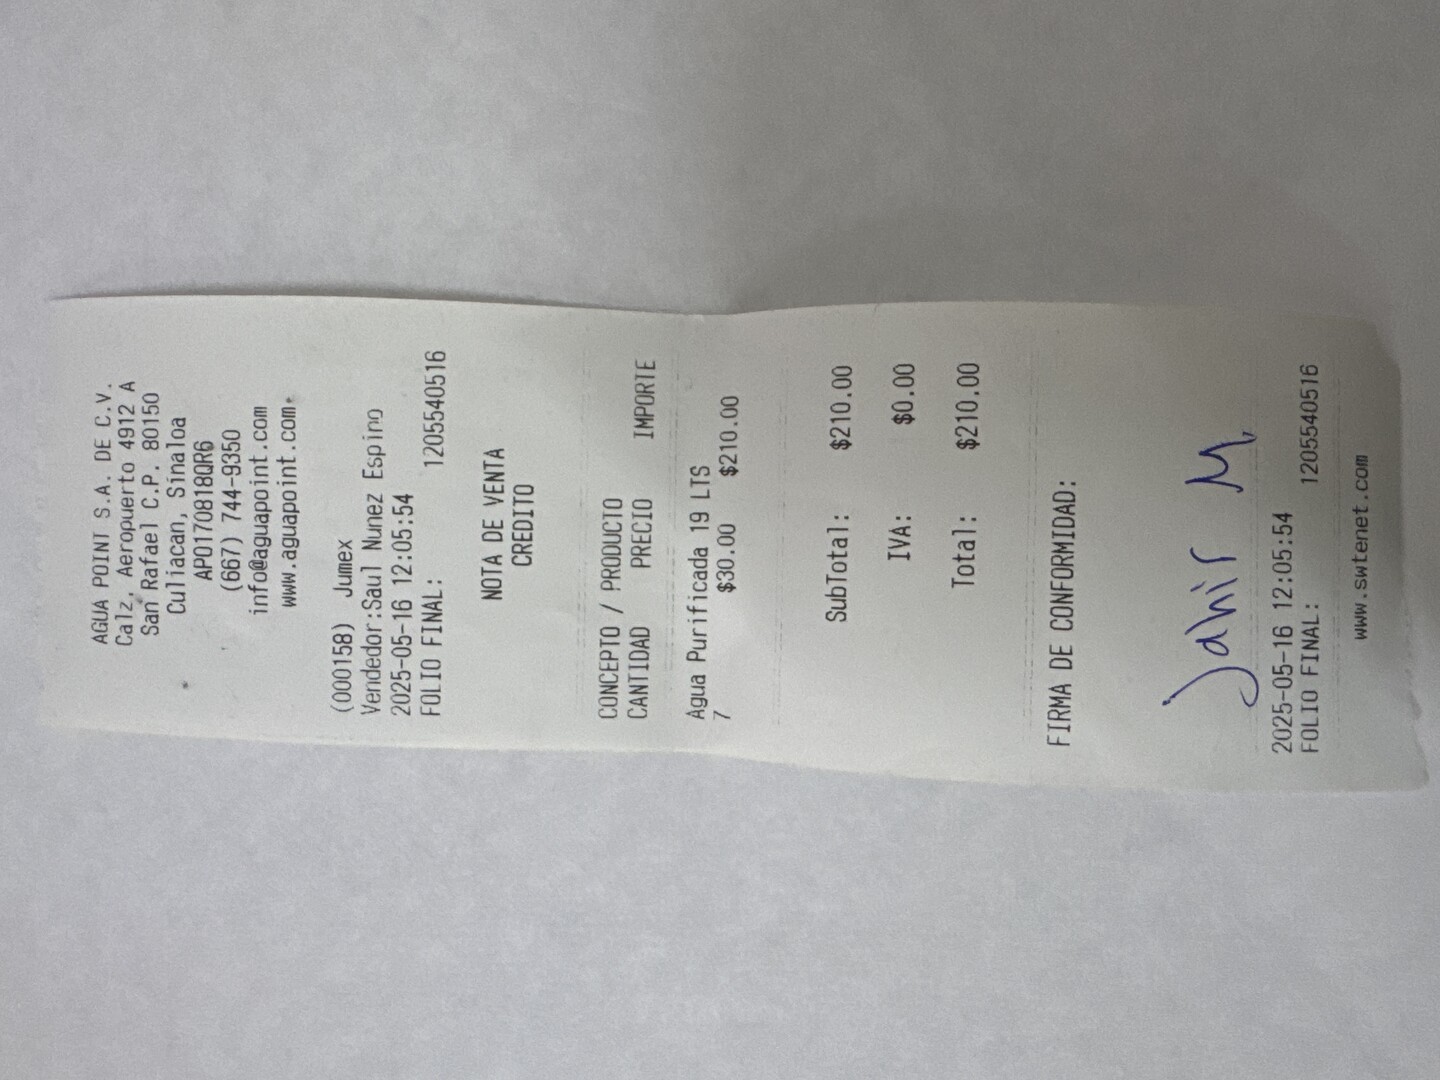 AGUA POINT S.A. DE C.V.
Calz. Aeropuerto 4912 A
San Rafael C.P. 80150
Culiacan, Sinaloa
APO170818QR6
(667) 744-9350
info@aguapoint.com
www.aguapoint.com.
(000158) Jumex
Vendedor:Saul Nunez Espino
2025-05-16 12:05:54
FOLIO FINAL: 1205540516
NOTA DE VENTA
CREDITO
CONCEPTO / PRODUCTO
CANTIDAD PRECIO IMPORTE
Agua Purificada 19 LTS
7 $30.00 $210.00
SubTotal: $210.00
IVA: $0.00
Total: $210.00
FIRMA DE CONFORMIDAD:
Jahir M
2025-05-16 12:05:54
FOLIO FINAL: 1205540516
www.swtenet.com